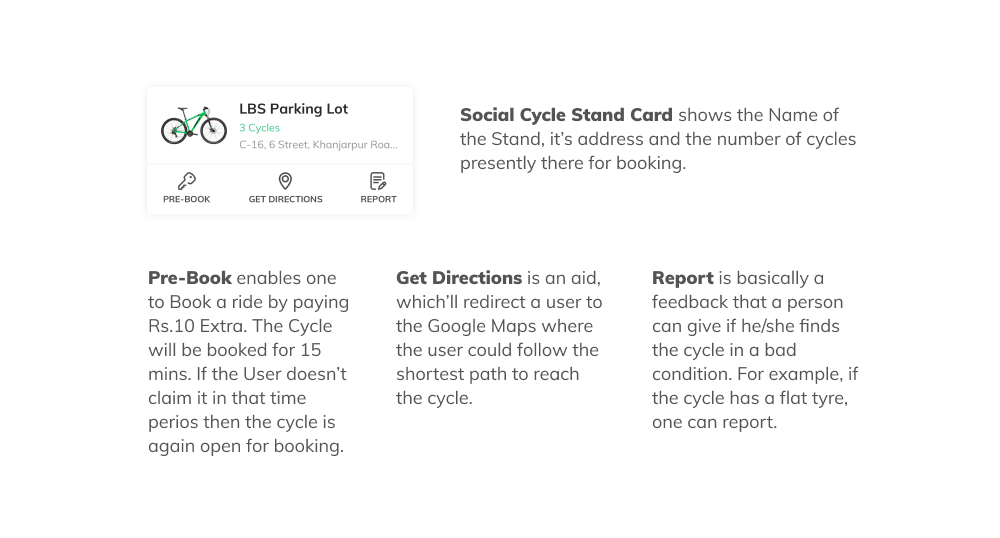 LBS Parking Lot
3 Cycles
C-16, 6 Street, Khanjarpur Roa...
PRE-BOOK
GET DIRECTIONS
REPORT
Social Cycle Stand Card shows the Name of
the Stand, it’s address and the number of cycles
presently there for booking.
Pre-Book enables one
to Book a ride by paying
Rs.10 Extra. The Cycle
will be booked for 15
mins. If the User doesn’t
claim it in that time
perios then the cycle is
again open for booking.
Get Directions is an aid,
which’ll redirect a user to
the Google Maps where
the user could follow the
shortest path to reach
the cycle.
Report is basically a
feedback that a person
can give if he/she finds
the cycle in a bad
condition. For example, if
the cycle has a flat tyre,
one can report.